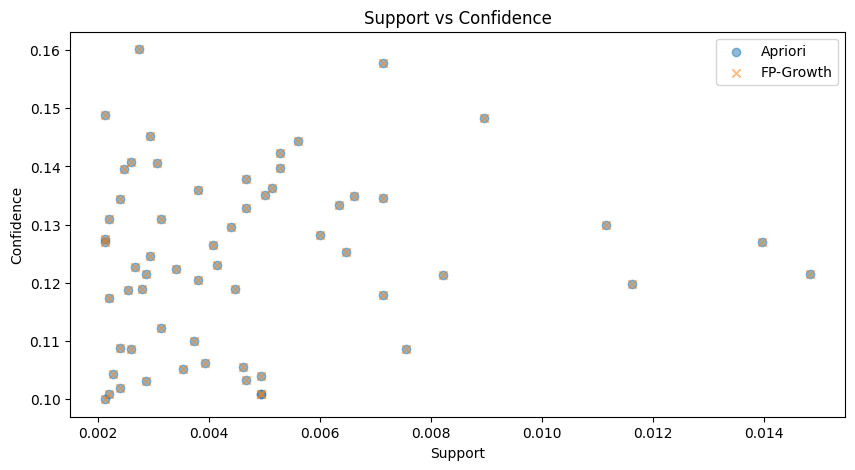 Support vs Confidence
Apriori
FP-Growth
Confidence
0.16
0.15
0.14
0.13
0.12
0.11
0.10
0.002 0.004 0.006 0.008 0.010 0.012 0.014
Support